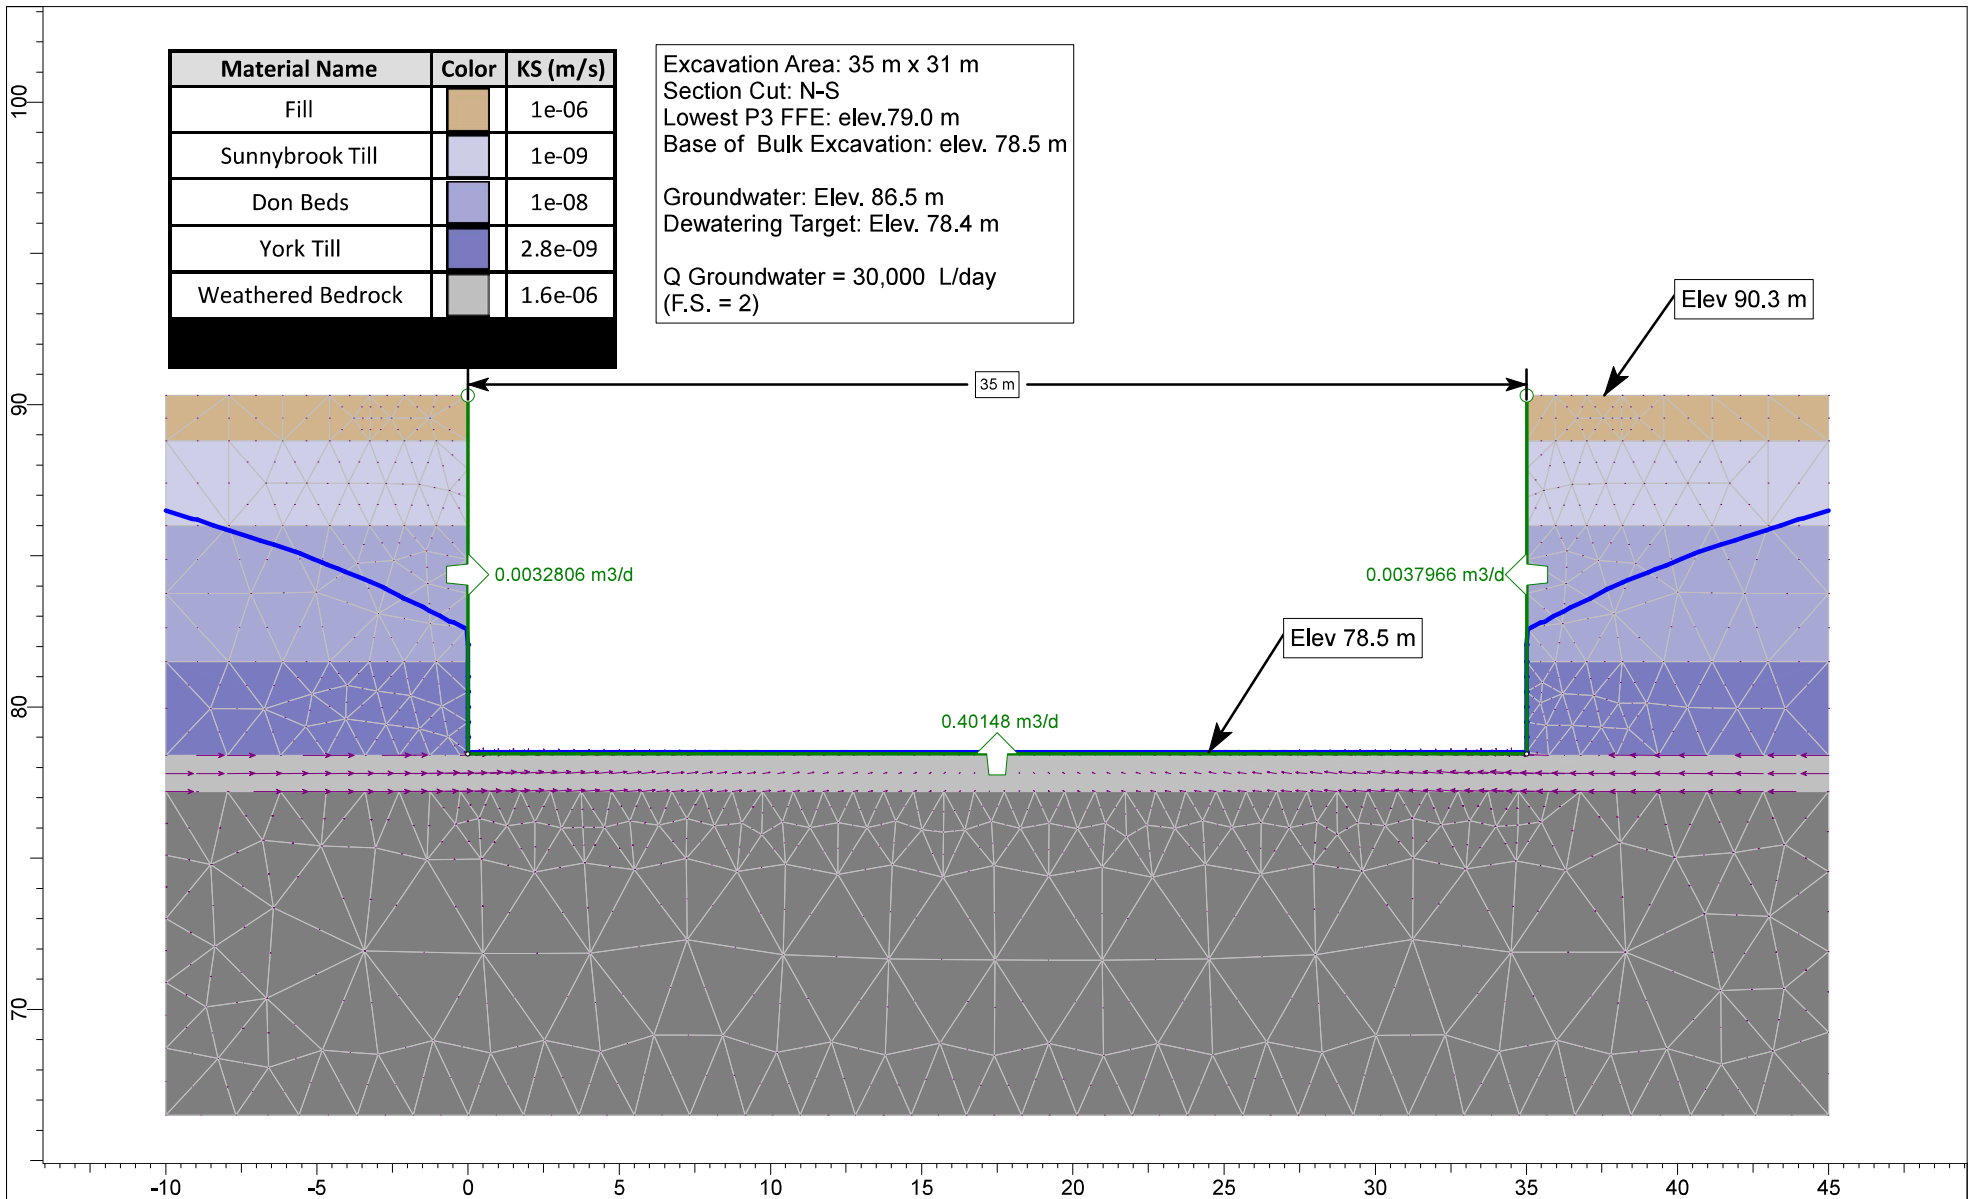 Material Name Color KS (m/s)
Fill 1e-06
Sunnybrook Till 1e-09
Don Beds 1e-08
York Till 2.8e-09
Weathered Bedrock 1.6e-06
Excavation Area: 35 m x 31 m
Section Cut: N-S
Lowest P3 FFE: elev.79.0 m
Base of Bulk Excavation: elev. 78.5 m
Groundwater: Elev. 86.5 m
Dewatering Target: Elev. 78.4 m
Q Groundwater = 30,000 L/day
(F.S. = 2)
Elev 90.3 m
35 m
0.0032806 m3/d
0.0037966 m3/d
Elev 78.5 m
0.40148 m3/d
100
90
80
70
-10 -5 0 5 10 15 20 25 30 35 40 45